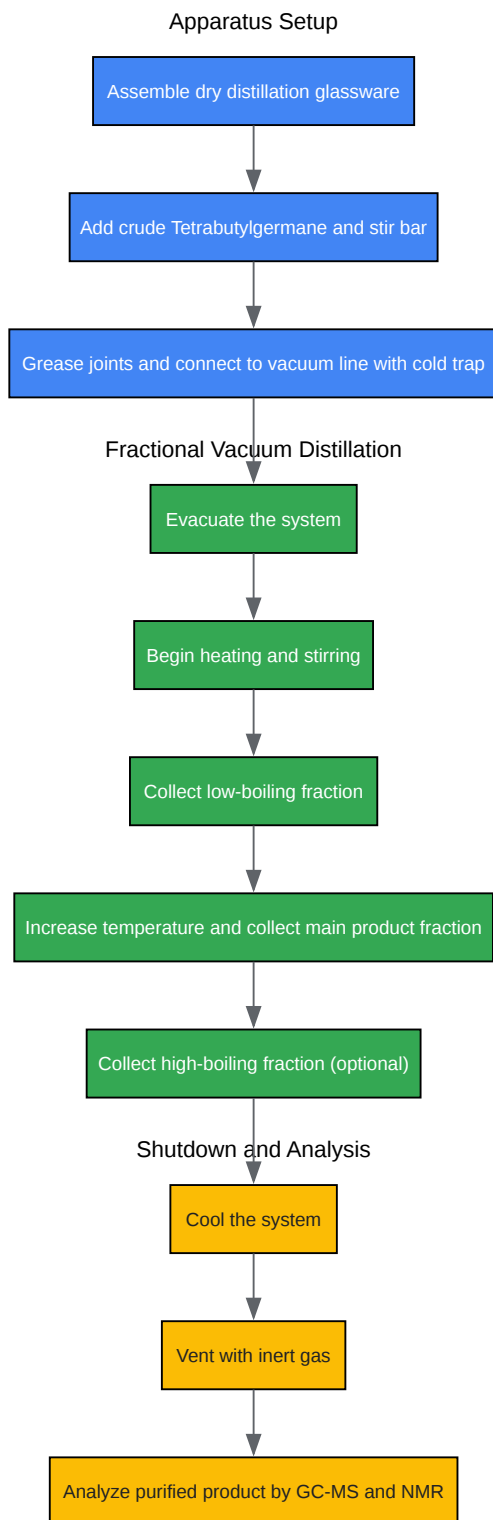 Apparatus Setup
Assemble dry distillation glassware
Add crude Tetrabutylgermane and stir bar
Grease joints and connect to vacuum line with cold trap
Fractional Vacuum Distillation
Evacuate the system
Begin heating and stirring
Collect low-boiling fraction
Increase temperature and collect main product fraction
Collect high-boiling fraction (optional)
Shutdown and Analysis
Cool the system
Vent with inert gas
Analyze purified product by GC-MS and NMR